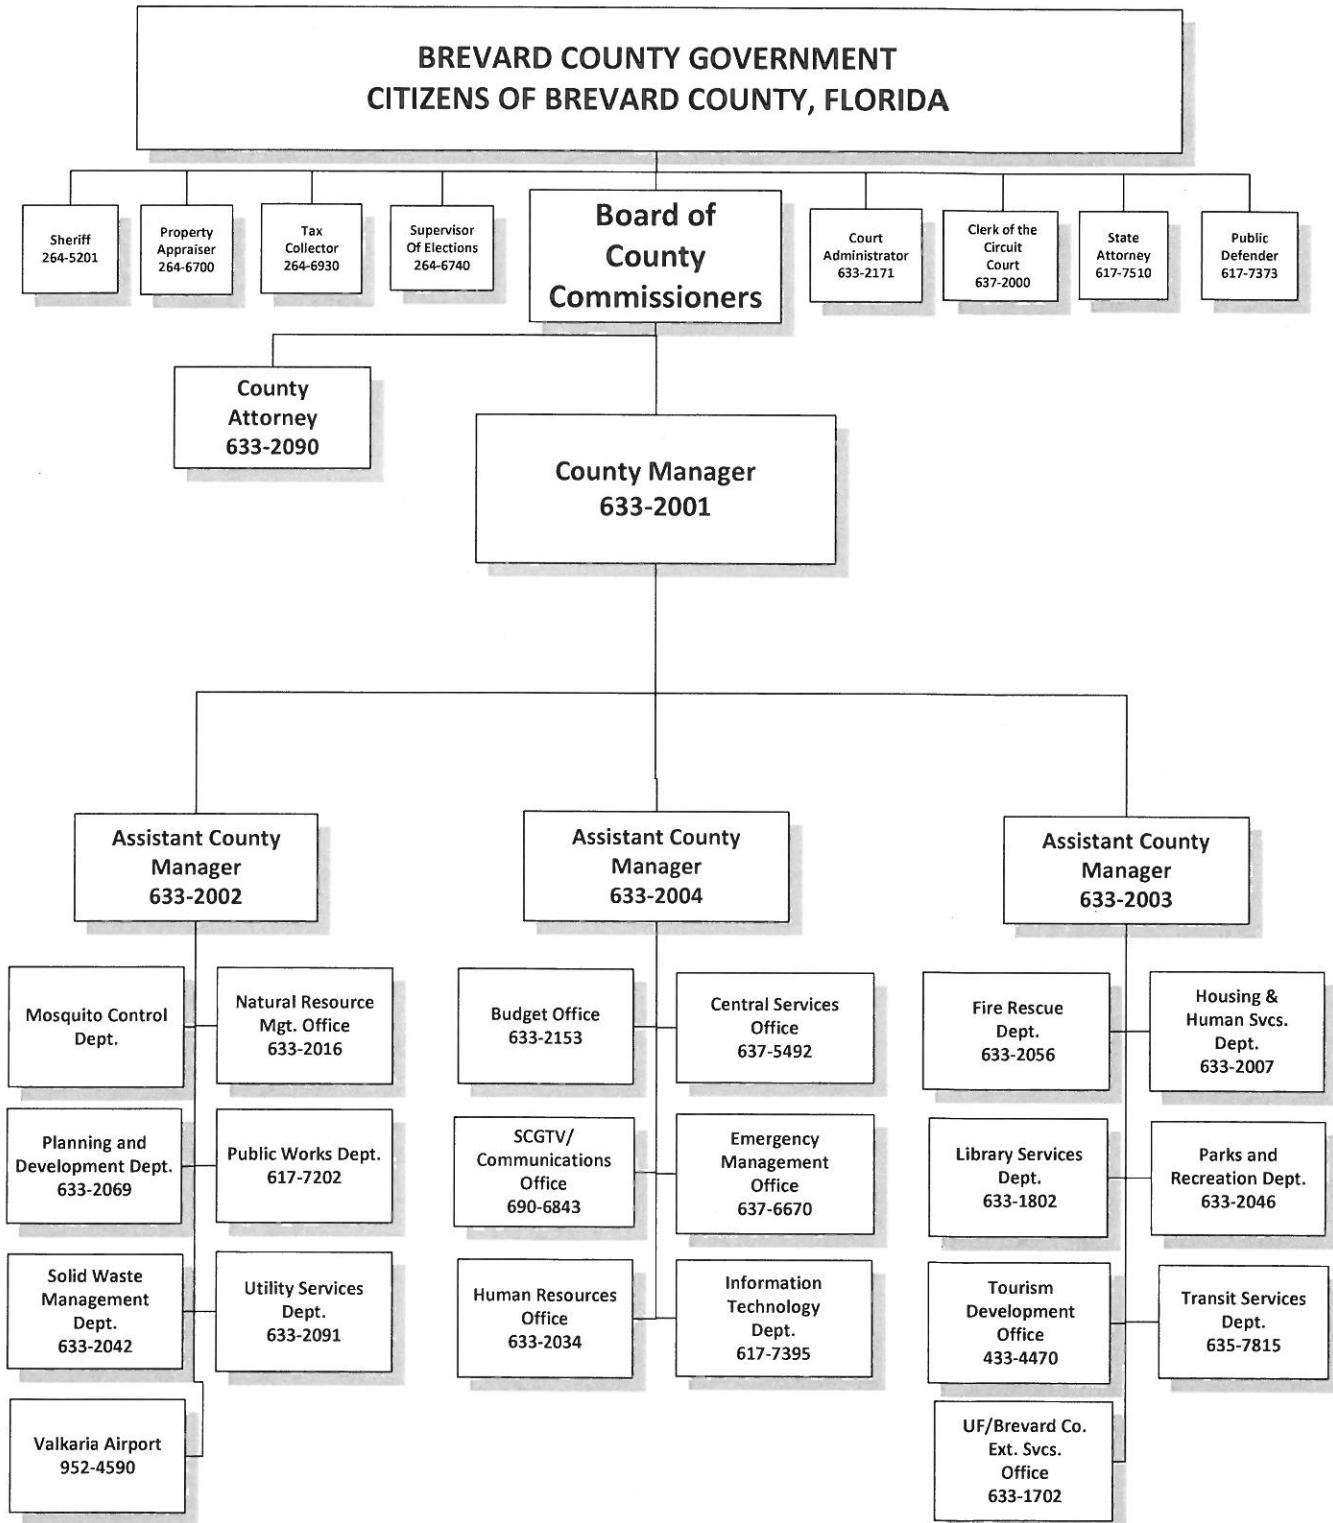 BREVARD COUNTY GOVERNMENT
CITIZENS OF BREVARD COUNTY, FLORIDA
Sheriff
264-5201
Property
Appraiser
264-6700
Tax
Collector
264-6930
Supervisor
Of Elections
264-6740
Board of
County
Commissioners
Court
Administrator
633-2171
Clerk of the
Circuit
Court
637-2000
State
Attorney
617-7510
Public
Defender
617-7373
County
Attorney
633-2090
County Manager
633-2001
Assistant County
Manager
633-2002
Assistant County
Manager
633-2004
Assistant County
Manager
633-2003
Mosquito Control
Dept.
Natural Resource
Mgt. Office
633-2016
Budget Office
633-2153
Central Services
Office
637-5492
Fire Rescue
Dept.
633-2056
Housing &
Human Svcs.
Dept.
633-2007
Planning and
Development Dept.
633-2069
Public Works Dept.
617-7202
SCGTV/
Communications
Office
690-6843
Emergency
Management
Office
637-6670
Library Services
Dept.
633-1802
Parks and
Recreation Dept.
633-2046
Solid Waste
Management
Dept.
633-2042
Utility Services
Dept.
633-2091
Human Resources
Office
633-2034
Information
Technology
Dept.
617-7395
Tourism
Development
Office
433-4470
Transit Services
Dept.
635-7815
Valkaria Airport
952-4590
UF/Brevard Co.
Ext. Svcs.
Office
633-1702